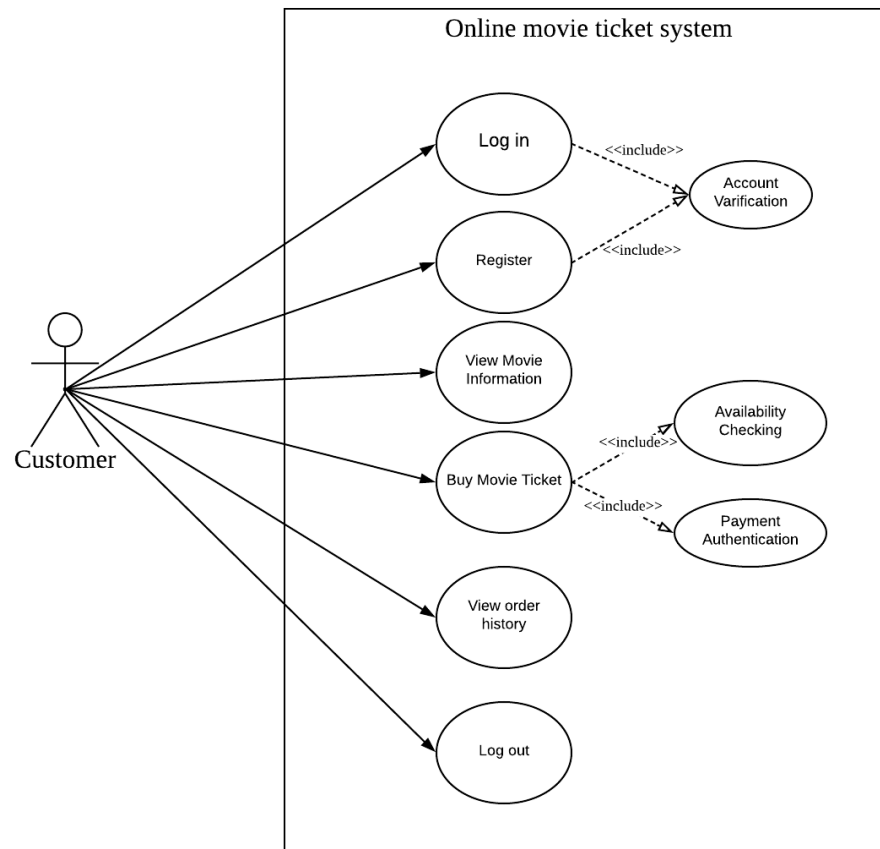 Online movie ticket system
Log in
<<include>>
Account
Varification
Register
<<include>>
View Movie
Information
Customer
Buy Movie Ticket
<<include>>
Availability
Checking
<<include>>
Payment
Authentication
View order
history
Log out